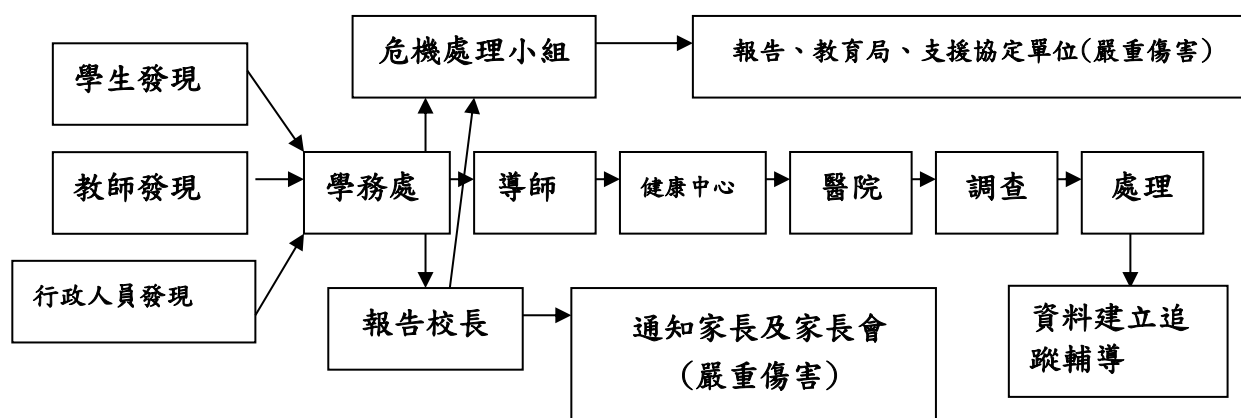 危機處理小組
報告、教育局、支援協定單位(嚴重傷害)
學生發現
教師發現
學務處
導師
健康中心
醫院
調查
處理
行政人員發現
報告校長
通知家長及家長會
(嚴重傷害)
資料建立追
蹤輔導